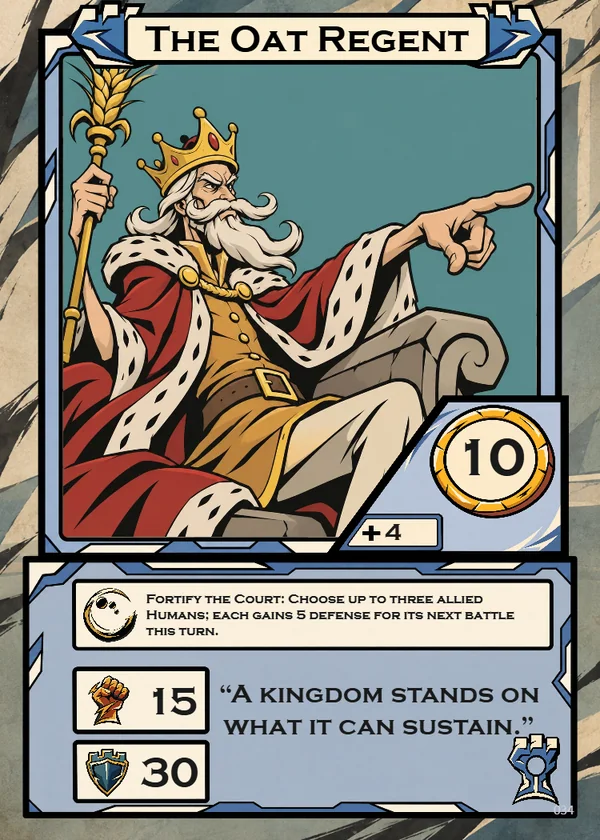 The Oat Regent
10
+4
Fortify the Court: Choose up to three allied
Humans; each gains 5 defense for its next battle
this turn.
15
“A kingdom stands on
what it can sustain.”
30
034